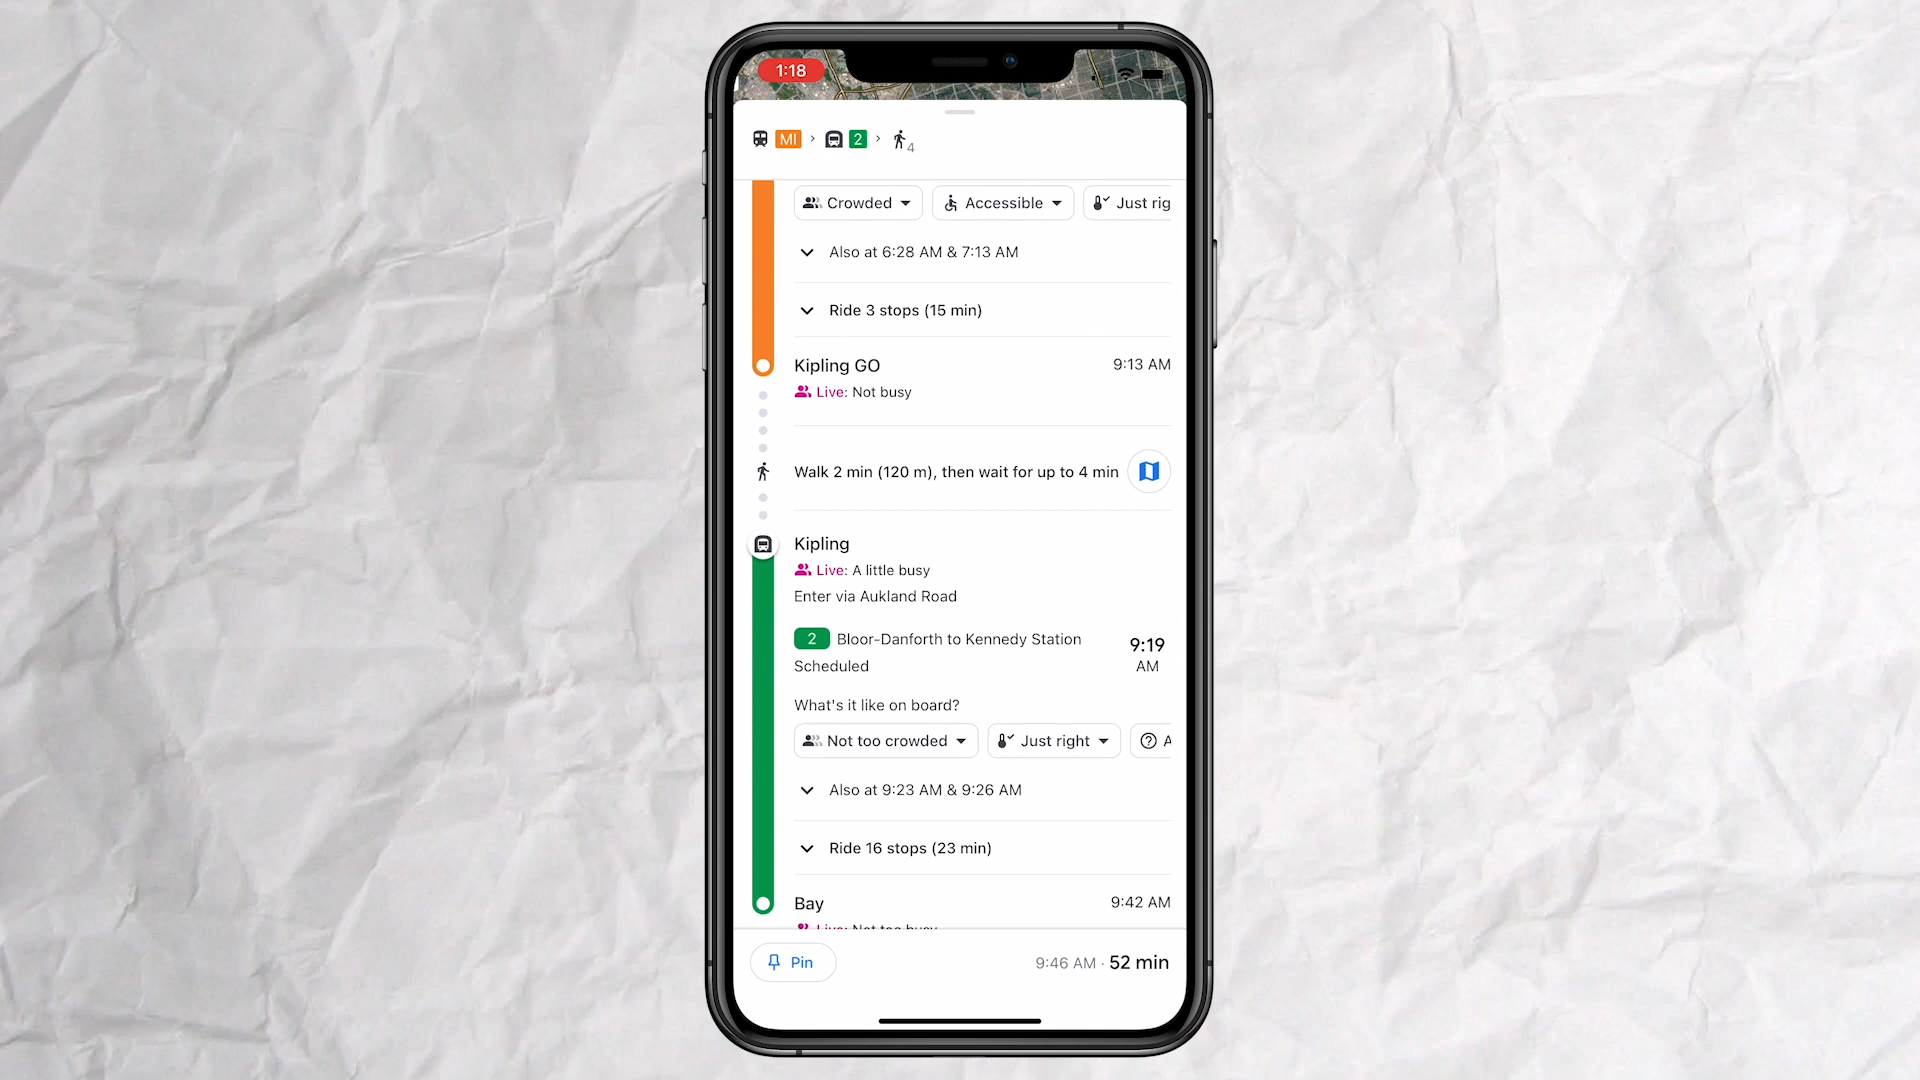 1:18
MI
2
4
Crowded
Accessible
Just rig
Also at 6:28 AM & 7:13 AM
Ride 3 stops (15 min)
Kipling GO
9:13 AM
Live: Not busy
Walk 2 min (120 m), then wait for up to 4 min
Kipling
Live: A little busy
Enter via Aukland Road
2 Bloor-Danforth to Kennedy Station
9:19
AM
Scheduled
What's it like on board?
Not too crowded
Just right
A
Also at 9:23 AM & 9:26 AM
Ride 16 stops (23 min)
Bay
9:42 AM
Live: Not too busy
Pin
9:46 AM · 52 min